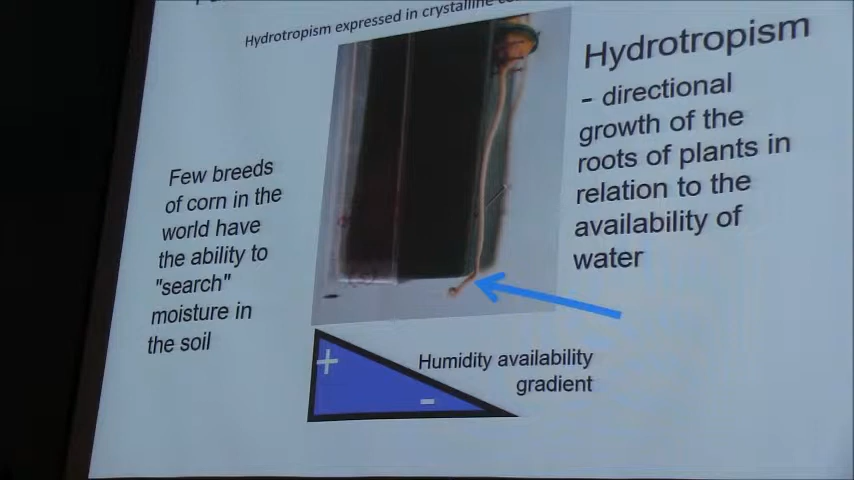 Hydrotropism expressed in crystalline
Hydrotropism
- directional
growth of the
roots of plants in
relation to the
availability of
water
Few breeds
of corn in the
world have
the ability to
"search"
moisture in
the soil
+
-
Humidity availability
gradient